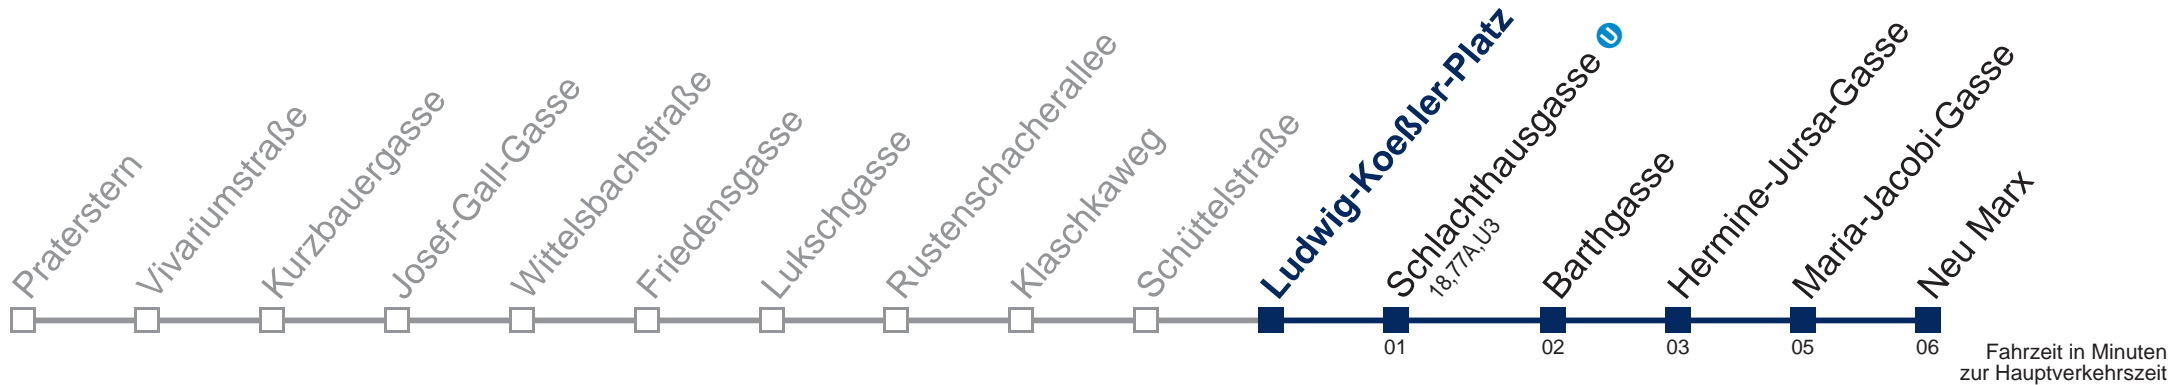 Praterstern
Vivariumstraße
Kurzbauergasse
Josef-Gall-Gasse
Wittelsbachstraße
Friedensgasse
Lukschgasse
Rustenschacherallee
Klaschkaweg
Schüttelstraße
Ludwig-Koeßler-Platz
Schlachthausgasse U
18,77A,U3
Barthgasse
Hermine-Jursa-Gasse
Maria-Jacobi-Gasse
Neu Marx
01 02 03 05 06
Fahrzeit in Minuten
zur Hauptverkehrszeit